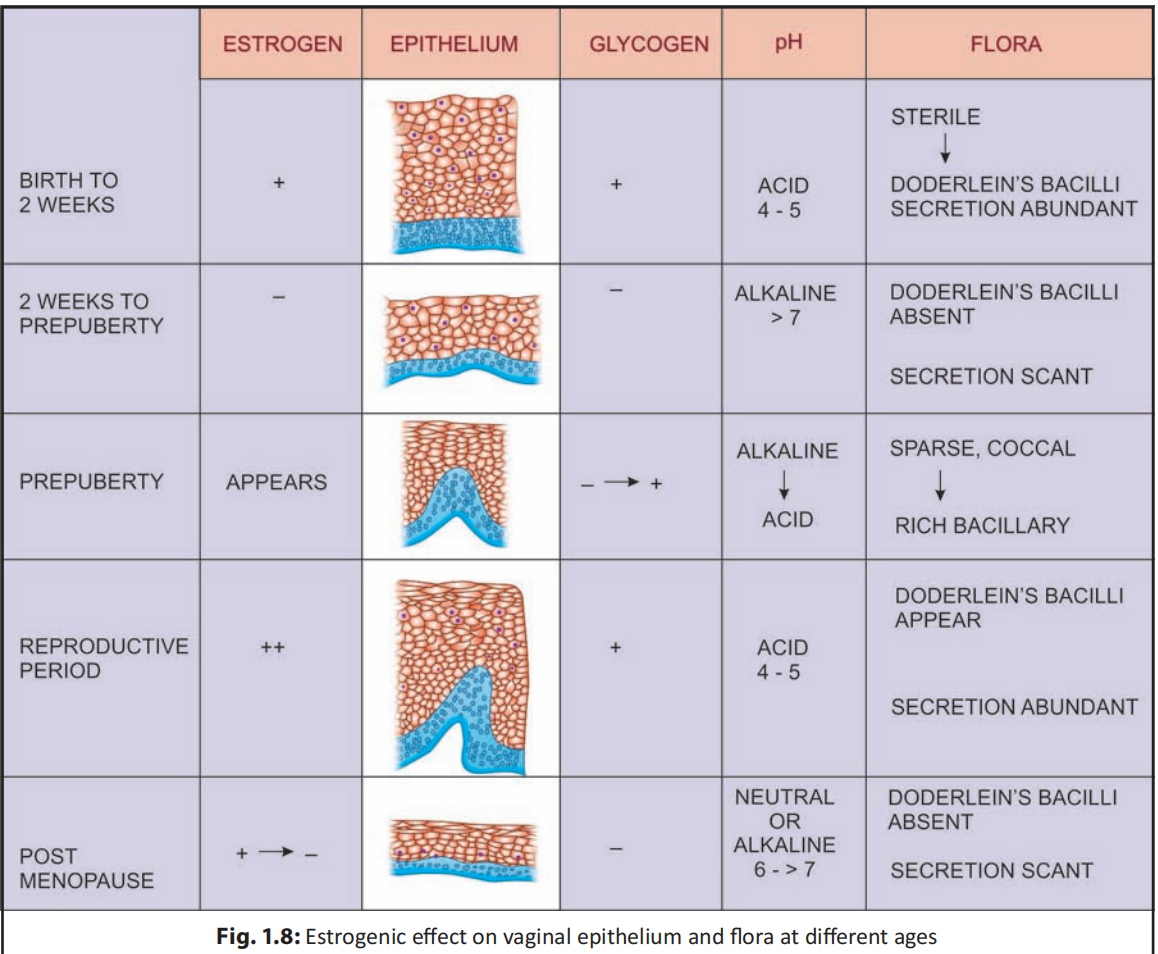 ESTROGEN EPITHELIUM GLYCOGEN pH FLORA
BIRTH TO
2 WEEKS
+
+
ACID
4 - 5
STERILE
↓
DODERLEIN'S BACILLI
SECRETION ABUNDANT
2 WEEKS TO
PREPUBERTY
–
–
ALKALINE
> 7
DODERLEIN'S BACILLI
ABSENT
SECRETION SCANT
PREPUBERTY
APPEARS
– → +
ALKALINE
↓
ACID
SPARSE, COCCAL
↓
RICH BACILLARY
REPRODUCTIVE
PERIOD
++
+
ACID
4 - 5
DODERLEIN'S BACILLI
APPEAR
SECRETION ABUNDANT
POST
MENOPAUSE
+ → –
–
NEUTRAL
OR
ALKALINE
6 - > 7
DODERLEIN'S BACILLI
ABSENT
SECRETION SCANT
Fig. 1.8: Estrogenic effect on vaginal epithelium and flora at different ages